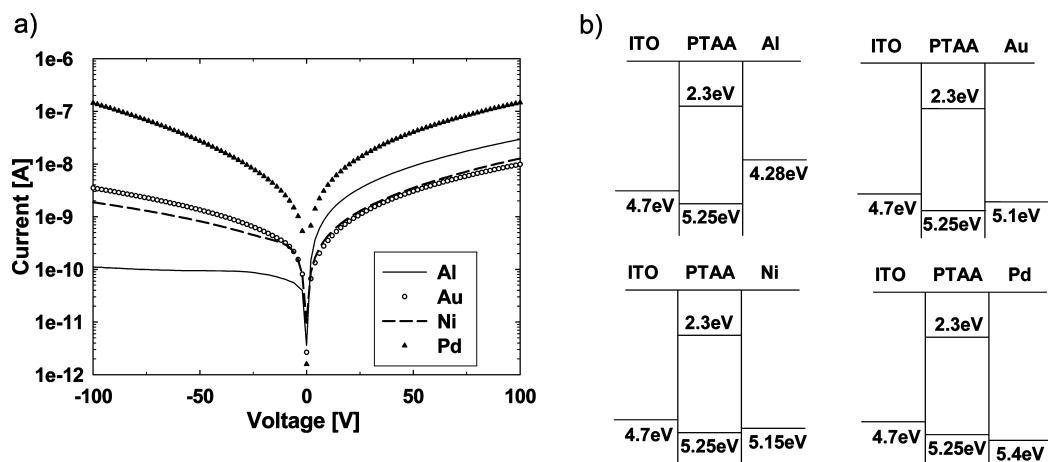 a)
Current [A]
1e-6
1e-7
1e-8
1e-9
1e-10
1e-11
1e-12
-100
-50
0
50
100
Voltage [V]
Al
Au
Ni
Pd
b)
ITO PTAA Al
2.3eV
4.28eV
4.7eV
5.25eV
ITO PTAA Au
2.3eV
4.7eV
5.25eV
5.1eV
ITO PTAA Ni
2.3eV
4.7eV
5.25eV
5.15eV
ITO PTAA Pd
2.3eV
4.7eV
5.25eV
5.4eV